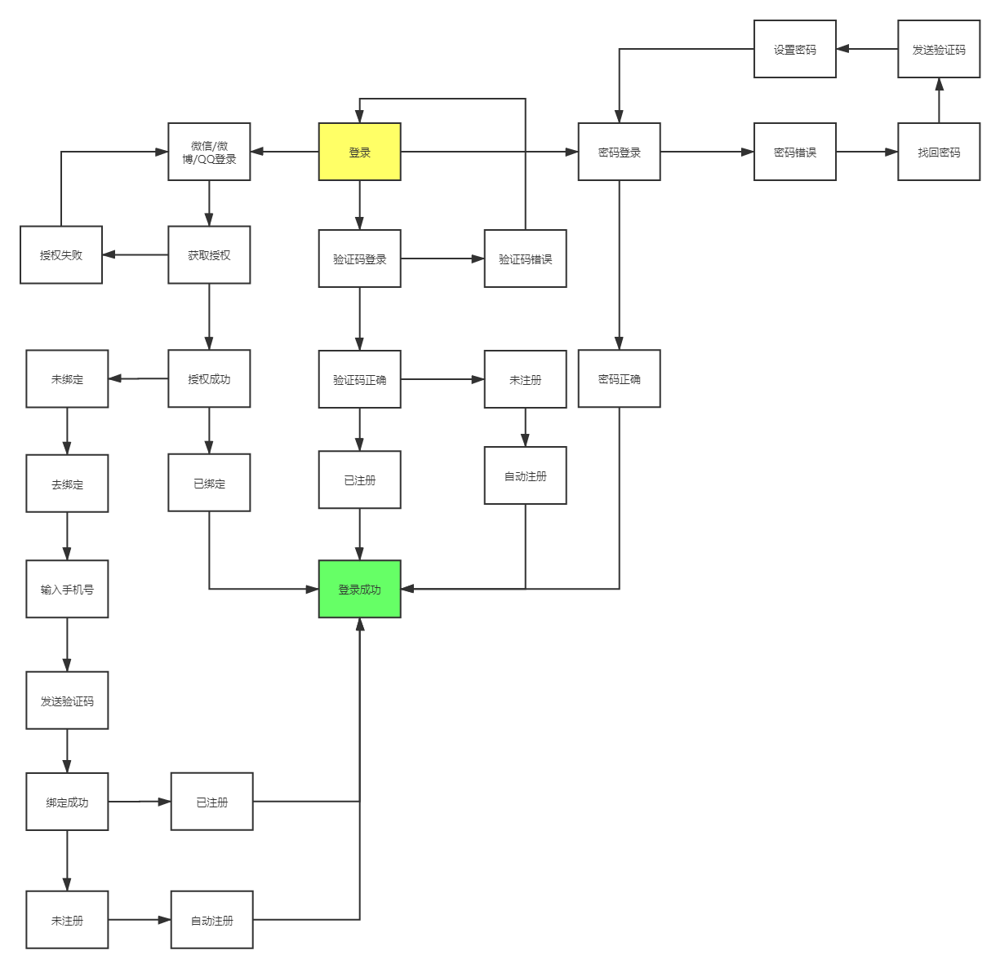 设置密码
发送验证码
微信/微
博/QQ登录
登录
密码登录
密码错误
找回密码
授权失败
获取授权
验证码登录
验证码错误
未绑定
授权成功
验证码正确
未注册
密码正确
去绑定
已绑定
已注册
自动注册
输入手机号
登录成功
发送验证码
绑定成功
已注册
未注册
自动注册